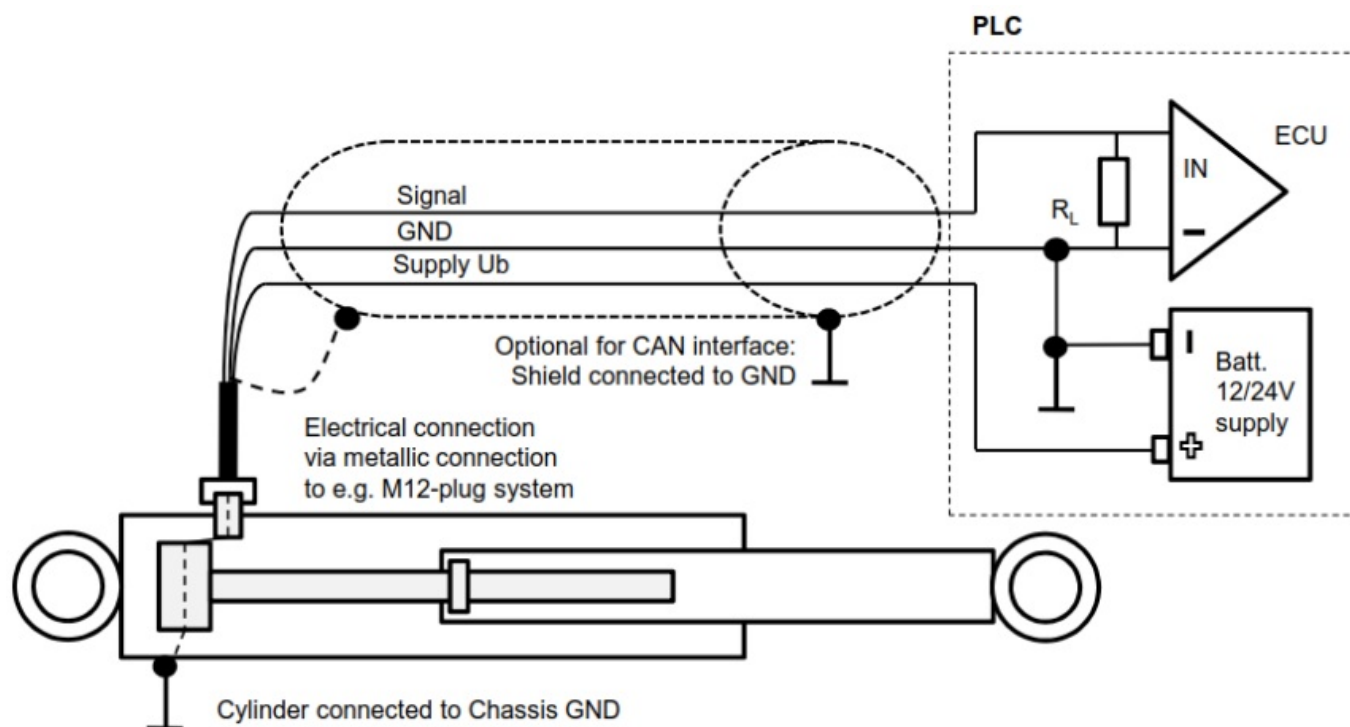 PLC
ECU
IN
Signal
R_L
GND
Supply Ub
Optional for CAN interface:
Shield connected to GND
Batt.
12/24V
supply
Electrical connection
via metallic connection
to e.g. M12-plug system
Cylinder connected to Chassis GND